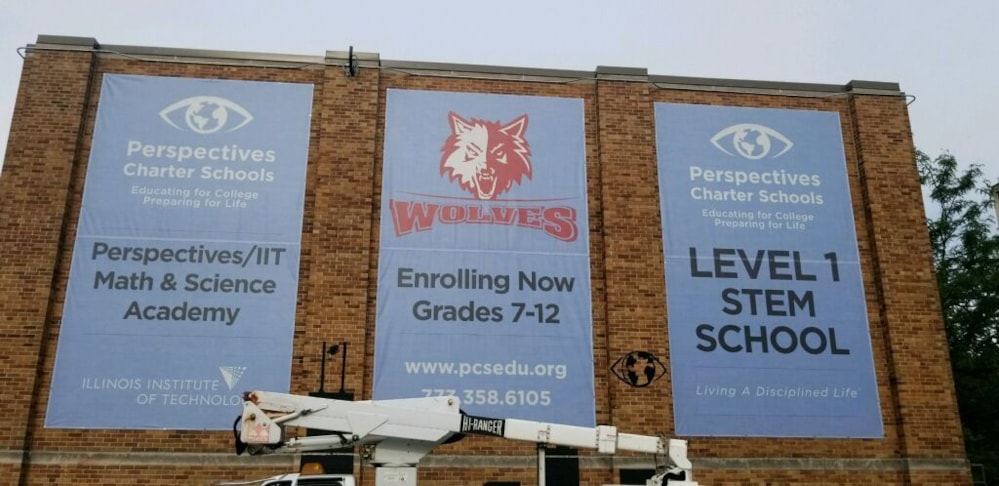 Perspectives
Charter Schools
Educating for College
Preparing for Life
Perspectives/IIT
Math & Science
Academy
ILLINOIS INSTITUTE
OF
WOLVES
Enrolling Now
Grades 7-12
www.pcsedu.org
773.358.6105
Perspectives
Charter Schools
Educating for College
Preparing for Life
LEVEL 1
STEM
SCHOOL
Living A Disciplined Life
HI-RANGER